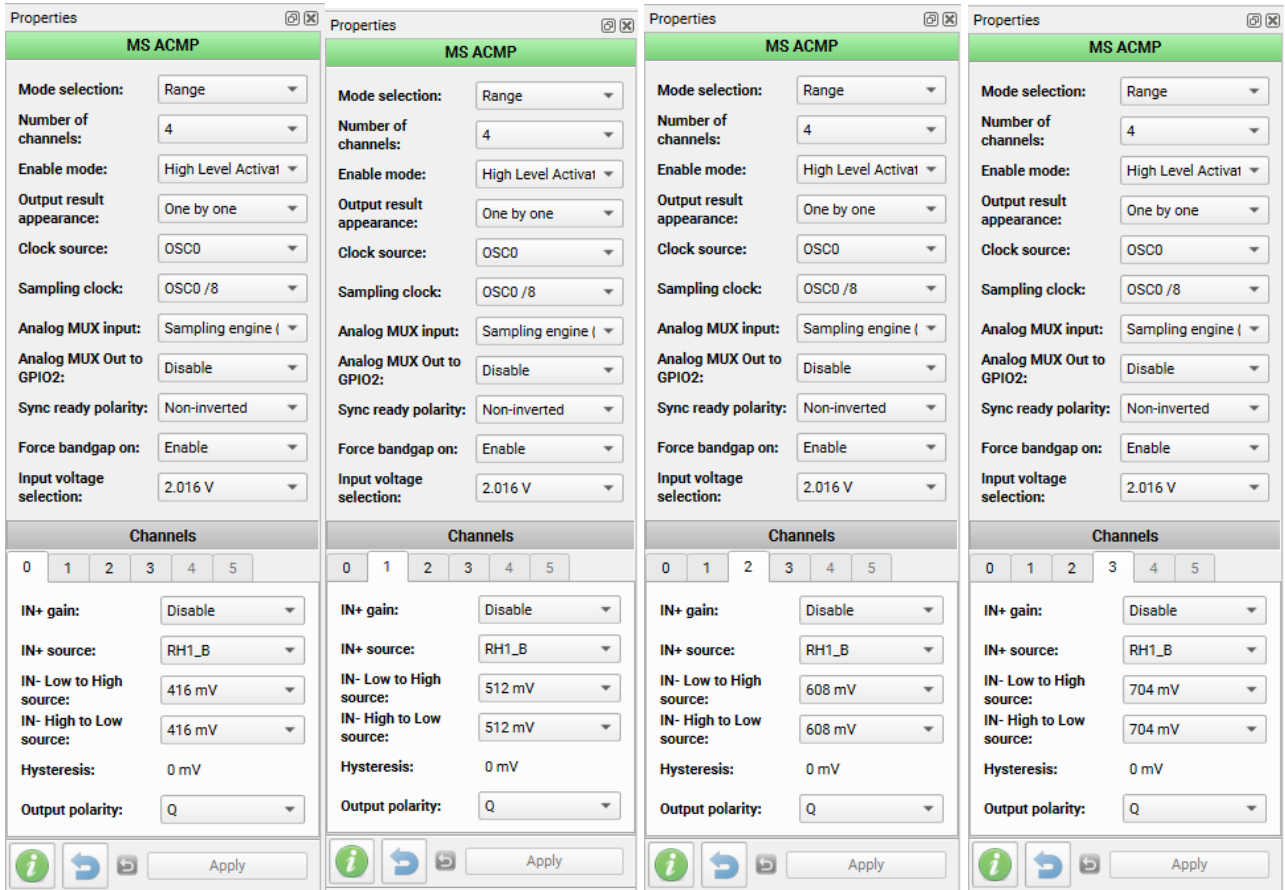 Properties
MS ACMP
Mode selection: Range
Number of
channels: 4
Enable mode: High Level Activat
Output result
appearance: One by one
Clock source: OSC0
Sampling clock: OSC0 /8
Analog MUX input: Sampling engine (
Analog MUX Out to
GPIO2: Disable
Sync ready polarity: Non-inverted
Force bandgap on: Enable
Input voltage
selection: 2.016 V
Channels
0 1 2 3 4 5
IN+ gain: Disable
IN+ source: RH1_B
IN- Low to High
source: 416 mV
IN- High to Low
source: 416 mV
Hysteresis: 0 mV
Output polarity: Q
i Apply
Properties
MS ACMP
Mode selection: Range
Number of
channels: 4
Enable mode: High Level Activat
Output result
appearance: One by one
Clock source: OSC0
Sampling clock: OSC0 /8
Analog MUX input: Sampling engine (
Analog MUX Out to
GPIO2: Disable
Sync ready polarity: Non-inverted
Force bandgap on: Enable
Input voltage
selection: 2.016 V
Channels
0 1 2 3 4 5
IN+ gain: Disable
IN+ source: RH1_B
IN- Low to High
source: 512 mV
IN- High to Low
source: 512 mV
Hysteresis: 0 mV
Output polarity: Q
i Apply
Properties
MS ACMP
Mode selection: Range
Number of
channels: 4
Enable mode: High Level Activat
Output result
appearance: One by one
Clock source: OSC0
Sampling clock: OSC0 /8
Analog MUX input: Sampling engine (
Analog MUX Out to
GPIO2: Disable
Sync ready polarity: Non-inverted
Force bandgap on: Enable
Input voltage
selection: 2.016 V
Channels
0 1 2 3 4 5
IN+ gain: Disable
IN+ source: RH1_B
IN- Low to High
source: 608 mV
IN- High to Low
source: 608 mV
Hysteresis: 0 mV
Output polarity: Q
i Apply
Properties
MS ACMP
Mode selection: Range
Number of
channels: 4
Enable mode: High Level Activat
Output result
appearance: One by one
Clock source: OSC0
Sampling clock: OSC0 /8
Analog MUX input: Sampling engine (
Analog MUX Out to
GPIO2: Disable
Sync ready polarity: Non-inverted
Force bandgap on: Enable
Input voltage
selection: 2.016 V
Channels
0 1 2 3 4 5
IN+ gain: Disable
IN+ source: RH1_B
IN- Low to High
source: 704 mV
IN- High to Low
source: 704 mV
Hysteresis: 0 mV
Output polarity: Q
i Apply